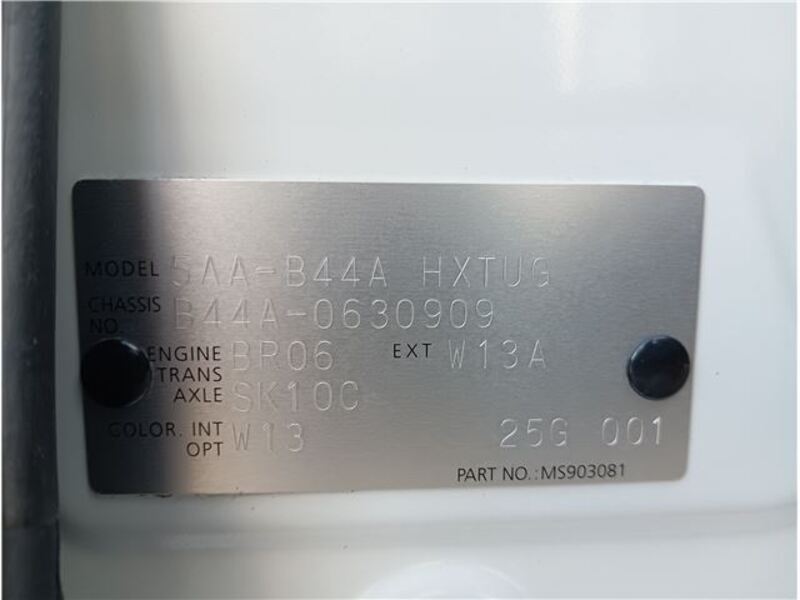 MODEL 5AA-B44A HXTUG
CHASSIS NO. B44A-0630909
ENGINE BR06 EXT W13A
TRANS
AXLE SK10C
COLOR. INT W13
OPT 25G 001
PART NO.:MS903081